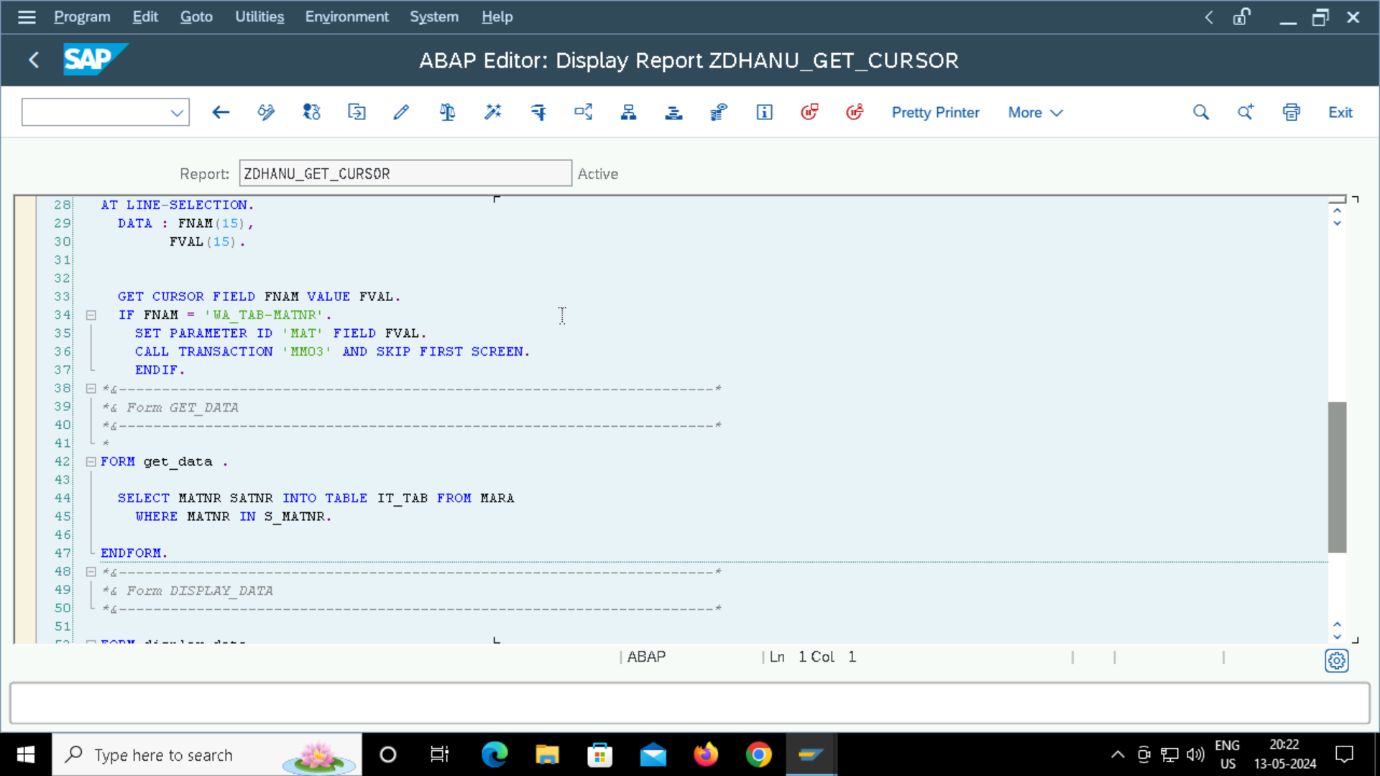 Program Edit Goto Utilities Environment System Help
SAP ABAP Editor: Display Report ZDHANU_GET_CURSOR
Pretty Printer More Exit
Report: ZDHANU_GET_CURSOR Active
28 AT LINE-SELECTION.
29 DATA : FNAM(15),
30 FVAL(15).
31
32
33 GET CURSOR FIELD FNAM VALUE FVAL.
34 IF FNAM = 'WA_TAB-MATNR'.
35 SET PARAMETER ID 'MAT' FIELD FVAL.
36 CALL TRANSACTION 'MM03' AND SKIP FIRST SCREEN.
37 ENDIF.
38 *&---------------------------------------------------------------------*
39 *& Form GET_DATA
40 *&---------------------------------------------------------------------*
41 *
42 FORM get_data .
43
44 SELECT MATNR SATNR INTO TABLE IT_TAB FROM MARA
45 WHERE MATNR IN S_MATNR.
46
47 ENDFORM.
48 *&---------------------------------------------------------------------*
49 *& Form DISPLAY_DATA
50 *&---------------------------------------------------------------------*
51
ABAP Ln 1 Col 1
Type here to search
ENG 20:22
US 13-05-2024